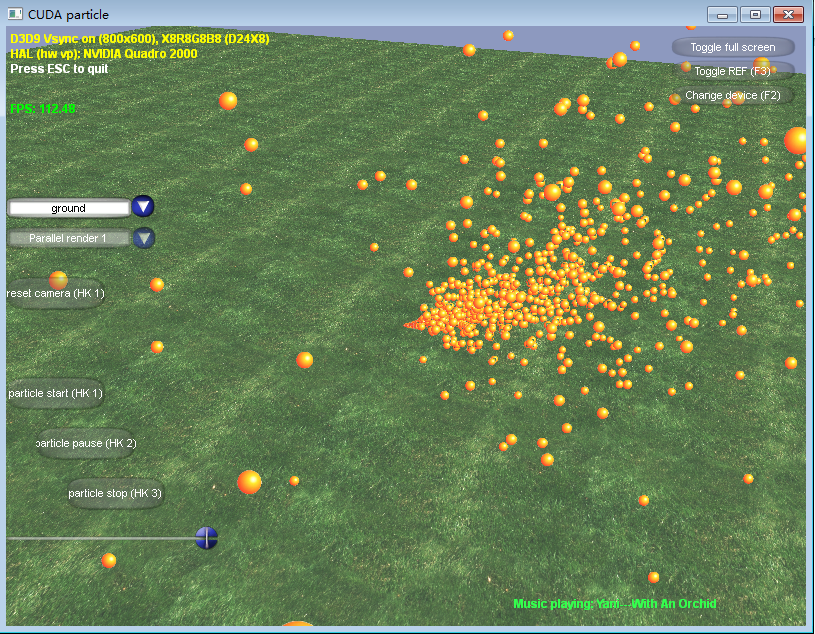 CUDA particle
D3D9 Vsync on (800x600), X8R8G8B8 (D24X8)
HAL (hw vp): NVIDIA Quadro 2000
Press ESC to quit
FPS: 112.48
Toggle full screen
Toggle REF (F3)
Change device (F2)
ground
Parallel render 1
reset camera (HK 1)
particle start (HK 1)
particle pause (HK 2)
particle stop (HK 3)
Music playing: Yam---With An Orchid